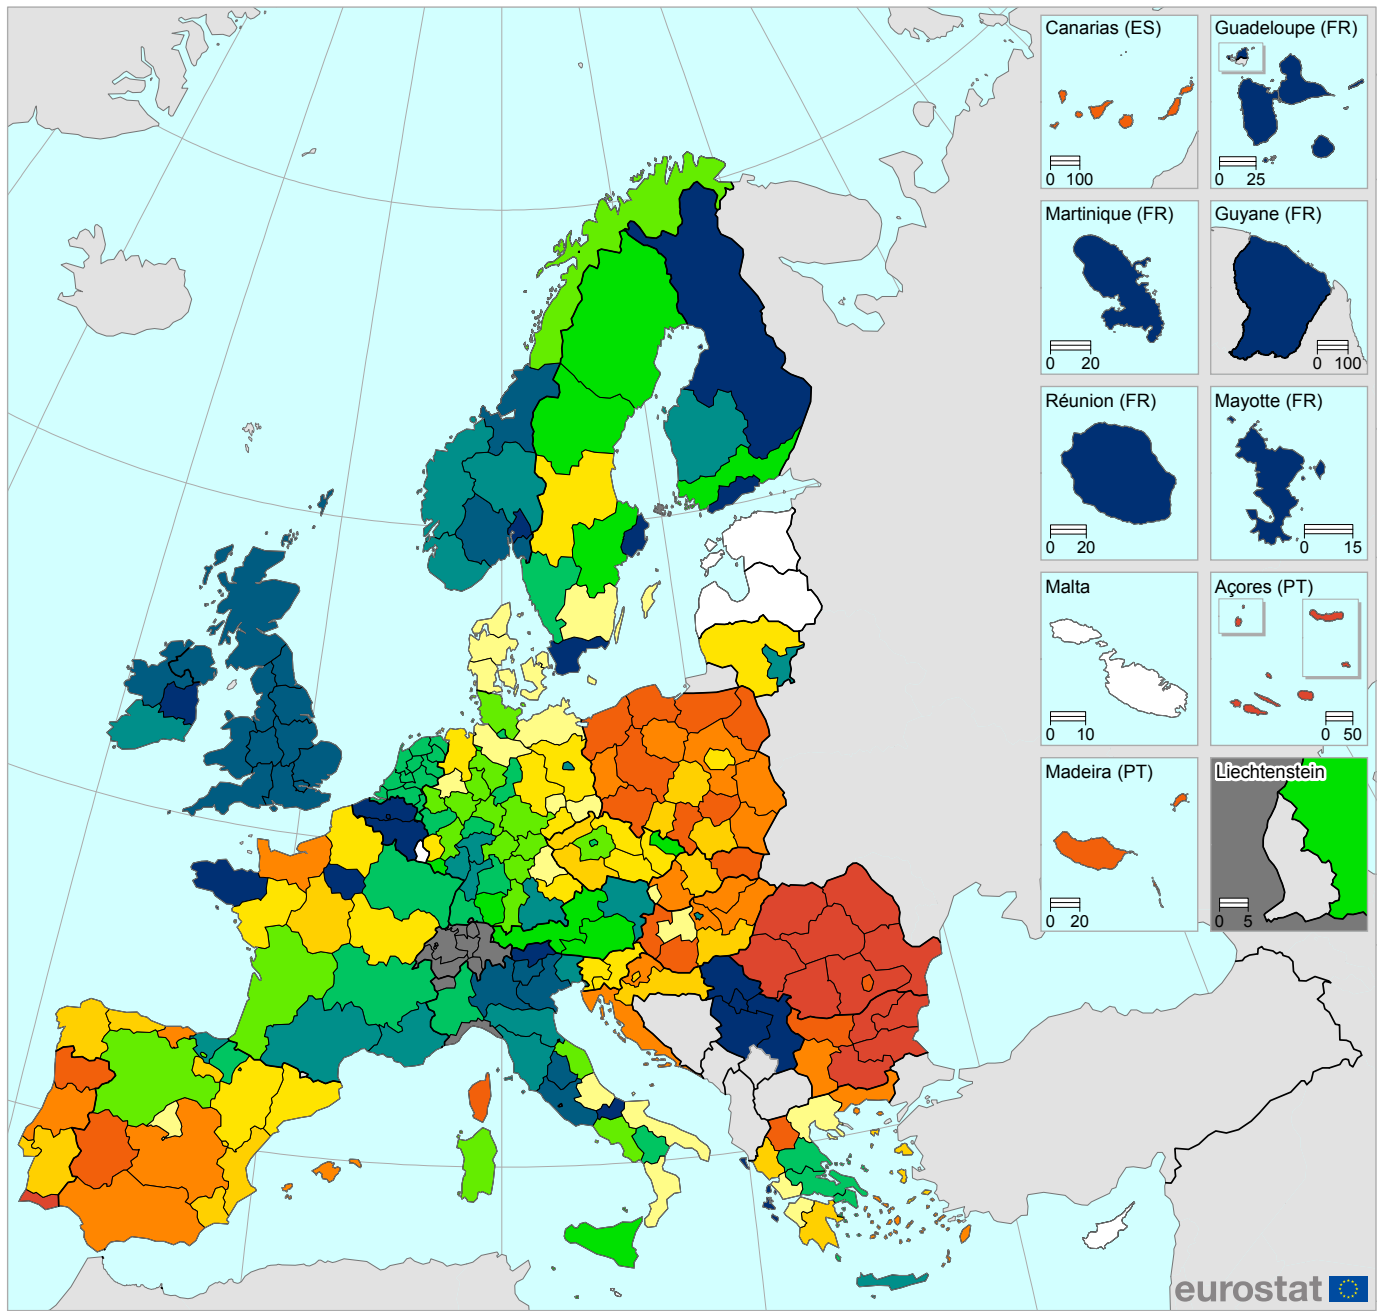 Canarias (ES)
0 100
Guadeloupe (FR)
0 25
Martinique (FR)
0 20
Guyane (FR)
0 100
Réunion (FR)
0 20
Mayotte (FR)
0 15
Malta
0 10
Açores (PT)
0 50
Madeira (PT)
0 20
Liechtenstein
0 5
eurostat